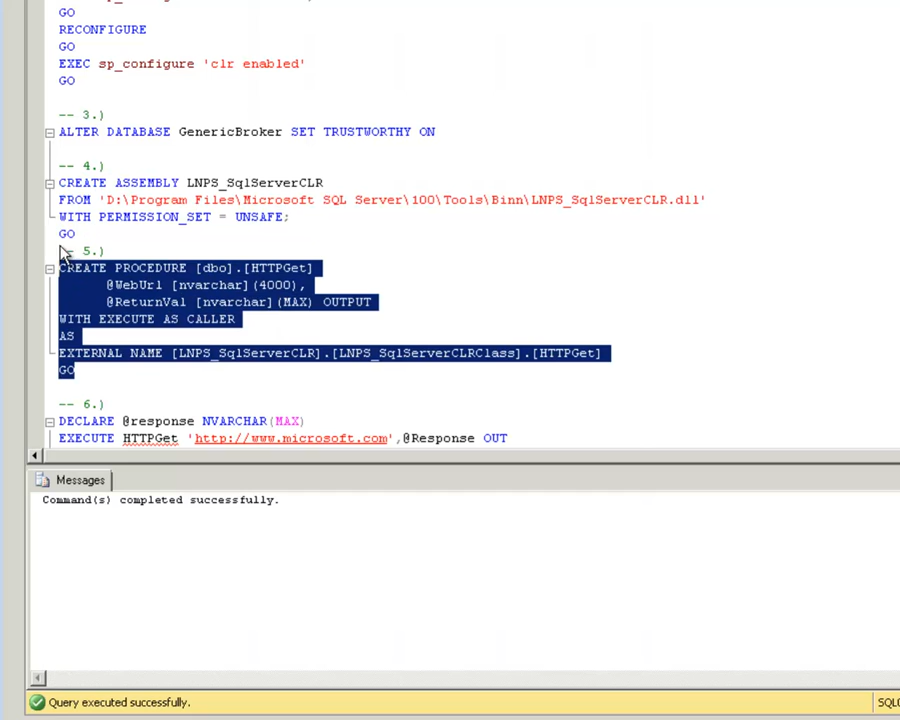 GO
RECONFIGURE
GO
EXEC sp_configure 'clr enabled'
GO
-- 3.)
ALTER DATABASE GenericBroker SET TRUSTWORTHY ON
-- 4.)
CREATE ASSEMBLY LNPS_SqlServerCLR
FROM 'D:\Program Files\Microsoft SQL Server\100\Tools\Binn\LNPS_SqlServerCLR.dll'
WITH PERMISSION_SET = UNSAFE;
GO
-- 5.)
CREATE PROCEDURE [dbo].[HTTPGet]
@WebUrl [nvarchar](4000),
@ReturnVal [nvarchar](MAX) OUTPUT
WITH EXECUTE AS CALLER
AS
EXTERNAL NAME [LNPS_SqlServerCLR].[LNPS_SqlServerCLRClass].[HTTPGet]
GO
-- 6.)
DECLARE @response NVARCHAR(MAX)
EXECUTE HTTPGet 'http://www.microsoft.com',@Response OUT
Messages
Command(s) completed successfully.
Query executed successfully.